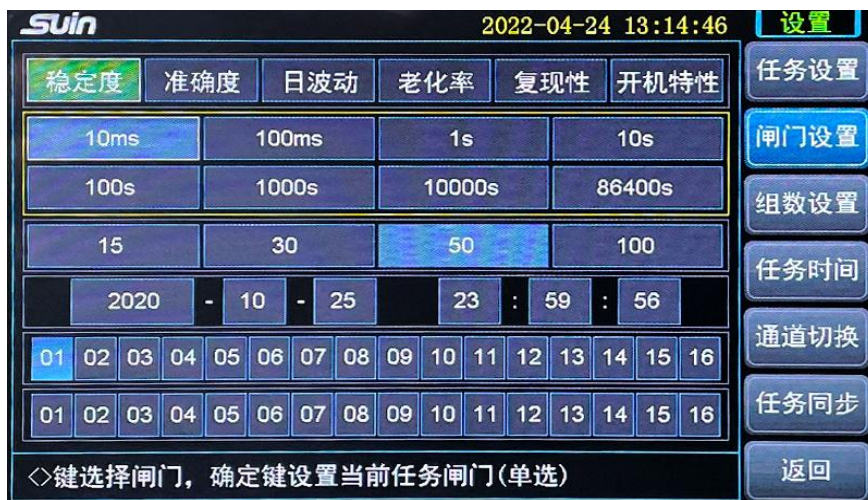 SUin 2022-04-24 13:14:46 设置
稳定度 准确度 日波动 老化率 复现性 开机特性 任务设置
10ms 100ms 1s 10s 闸门设置
100s 1000s 10000s 86400s 组数设置
15 30 50 100 任务时间
2020 - 10 - 25 23 : 59 : 56
01 02 03 04 05 06 07 08 09 10 11 12 13 14 15 16 通道切换
01 02 03 04 05 06 07 08 09 10 11 12 13 14 15 16 任务同步
◇键选择闸门，确定键设置当前任务闸门(单选) 返回